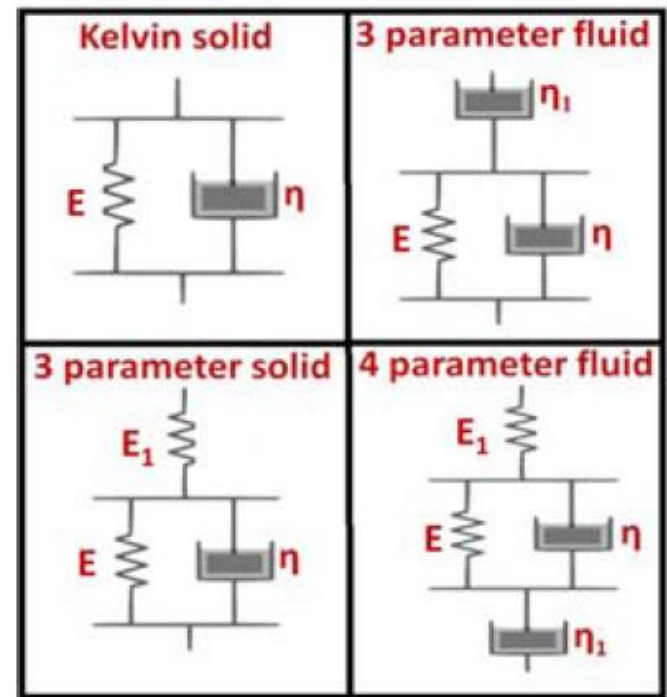 Kelvin solid
E
η
3 parameter fluid
η₁
E
η
3 parameter solid
E₁
E
η
4 parameter fluid
E₁
E
η
η₁